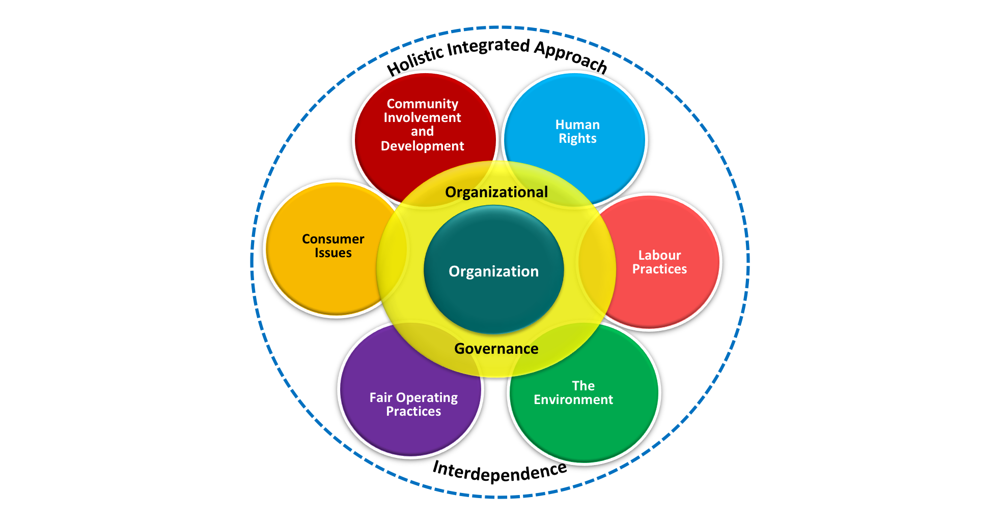 Holistic Integrated Approach
Community
Involvement
and
Development
Human
Rights
Organizational
Consumer
Issues
Organization
Labour
Practices
Governance
Fair Operating
Practices
The
Environment
Interdependence